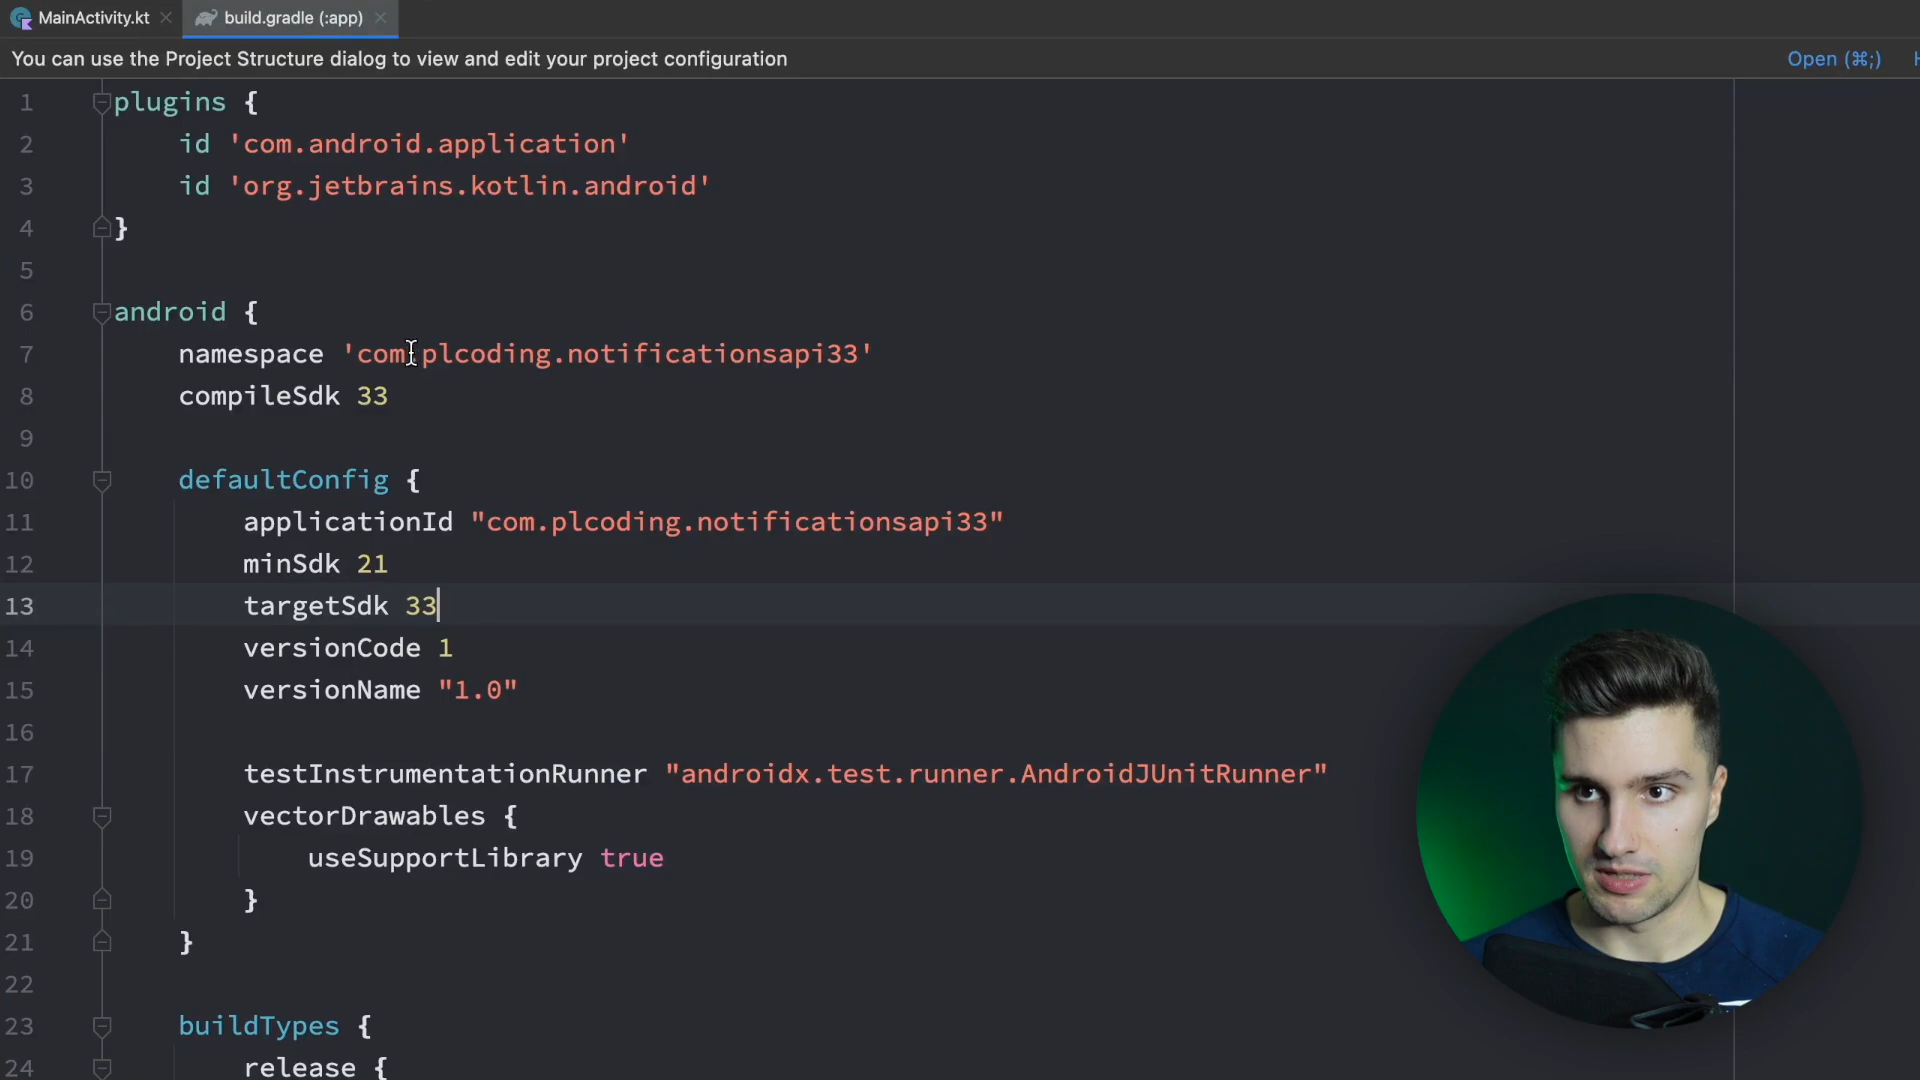 MainActivity.kt
build.gradle (:app)
You can use the Project Structure dialog to view and edit your project configuration
Open (⌘;)
1 plugins {
2 id 'com.android.application'
3 id 'org.jetbrains.kotlin.android'
4 }
5
6 android {
7 namespace 'com.plcoding.notificationsapi33'
8 compileSdk 33
9
10 defaultConfig {
11 applicationId "com.plcoding.notificationsapi33"
12 minSdk 21
13 targetSdk 33
14 versionCode 1
15 versionName "1.0"
16
17 testInstrumentationRunner "androidx.test.runner.AndroidJUnitRunner"
18 vectorDrawables {
19 useSupportLibrary true
20 }
21 }
22
23 buildTypes {
24 release {